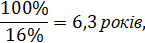 100%
16%
= 6,3 років,